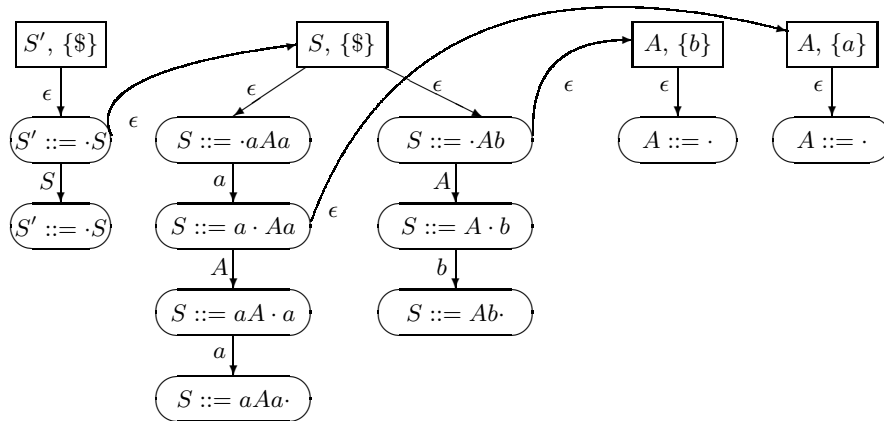 S′, {$} S, {$} A, {b} A, {a}
ϵ ϵ ϵ ϵ ϵ ϵ
ϵ ϵ
S′ ::= ·S S ::= ·aAa S ::= ·Ab A ::= · A ::= ·
S a A
ϵ
S′ ::= ·S S ::= a · Aa S ::= A · b
A b
S ::= aA · a S ::= Ab·
a
S ::= aAa·